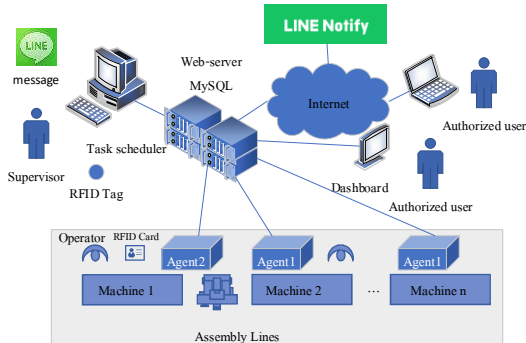 LINE Notify
LINE
message
Web-server
MySQL
Internet
Authorized user
Task scheduler
Supervisor
RFID Tag
Dashboard
Authorized user
Operator
RFID Card
Agent2
Agent1
Agent1
Machine 1
Machine 2
...
Machine n
Assembly Lines